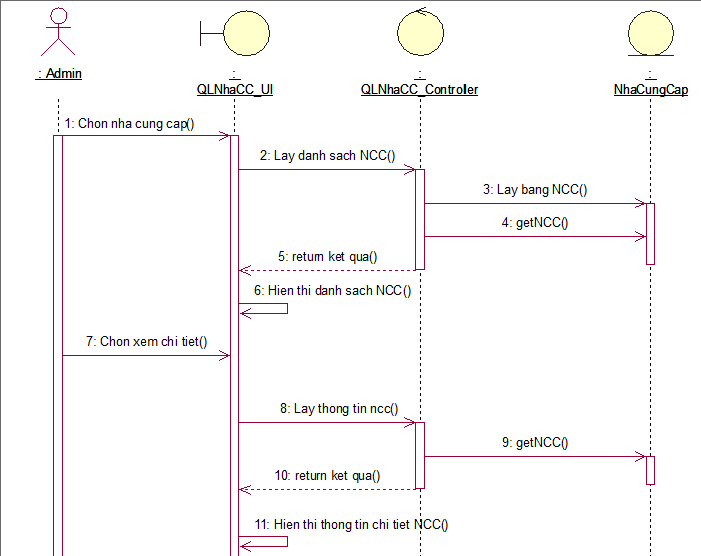 : Admin
:
QLNhaCC_UI
:
QLNhaCC_Controler
:
NhaCungCap
1: Chon nha cung cap()
2: Lay danh sach NCC()
3: Lay bang NCC()
4: getNCC()
5: return ket qua()
6: Hien thi danh sach NCC()
7: Chon xem chi tiet()
8: Lay thong tin ncc()
9: getNCC()
10: return ket qua()
11: Hien thi thong tin chi tiet NCC()